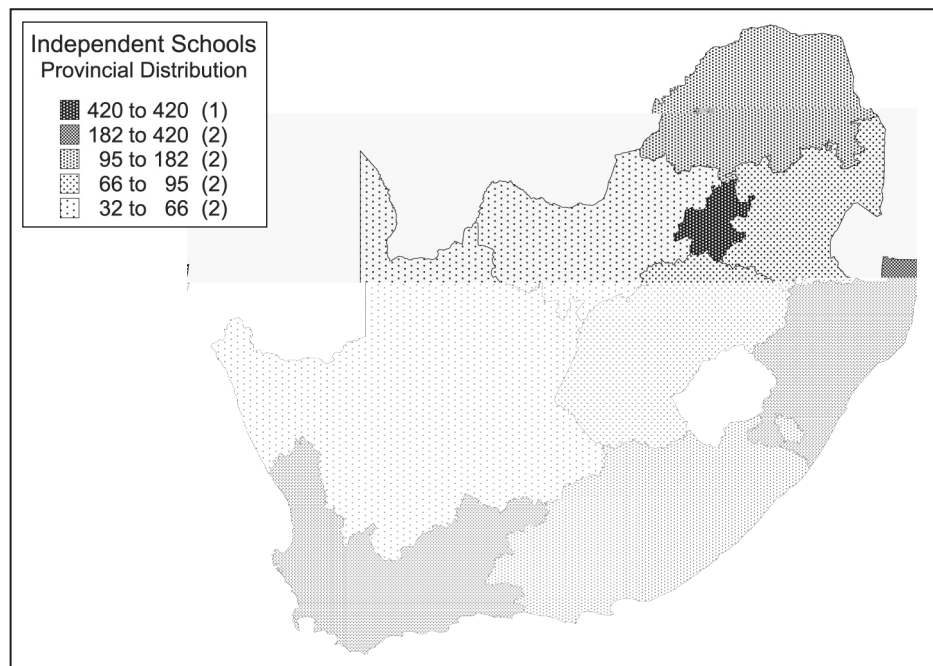 Independent Schools
Provincial Distribution
420 to 420 (1)
182 to 420 (2)
95 to 182 (2)
66 to 95 (2)
32 to 66 (2)